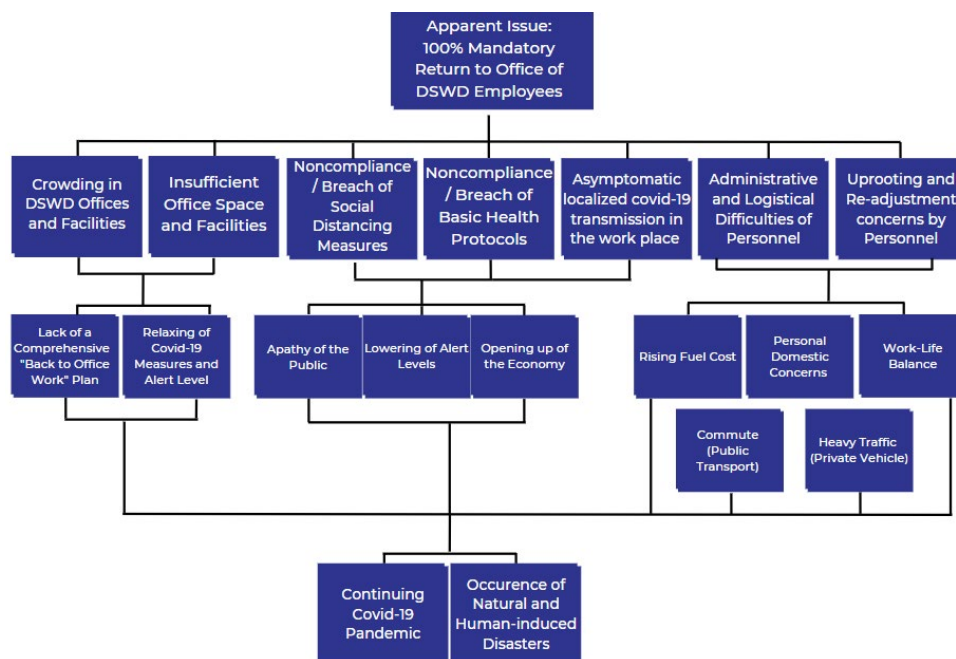 Apparent Issue:
100% Mandatory
Return to Office of
DSWD Employees
Crowding in
DSWD Offices and
Facilities
Insufficient
Office Space
and Facilities
Noncompliance
/ Breach of
Social
Distancing
Measures
Noncompliance
/ Breach of
Basic Health
Protocols
Asymptomatic
localized covid-19
transmission in
the work place
Administrative
and Logistical
Difficulties of
Personnel
Uprooting and
Re-adjustment
concerns by
Personnel
Lack of a
Comprehensive
"Back to Office
Work" Plan
Relaxing of
Covid-19
Measures and
Alert Level
Apathy of the
Public
Lowering of Alert
Levels
Opening up of
the Economy
Rising Fuel Cost
Personal
Domestic
Concerns
Work-Life
Balance
Commute
(Public
Transport)
Heavy Traffic
(Private Vehicle)
Continuing
Covid-19
Pandemic
Occurence of
Natural and
Human-induced
Disasters